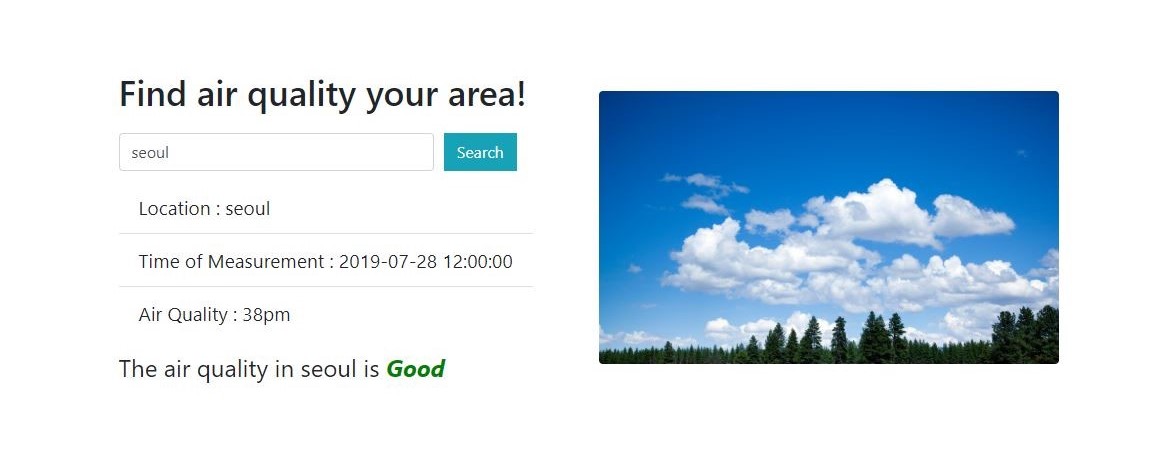 Find air quality your area!
seoul
Search
Location : seoul
Time of Measurement : 2019-07-28 12:00:00
Air Quality : 38pm
The air quality in seoul is Good